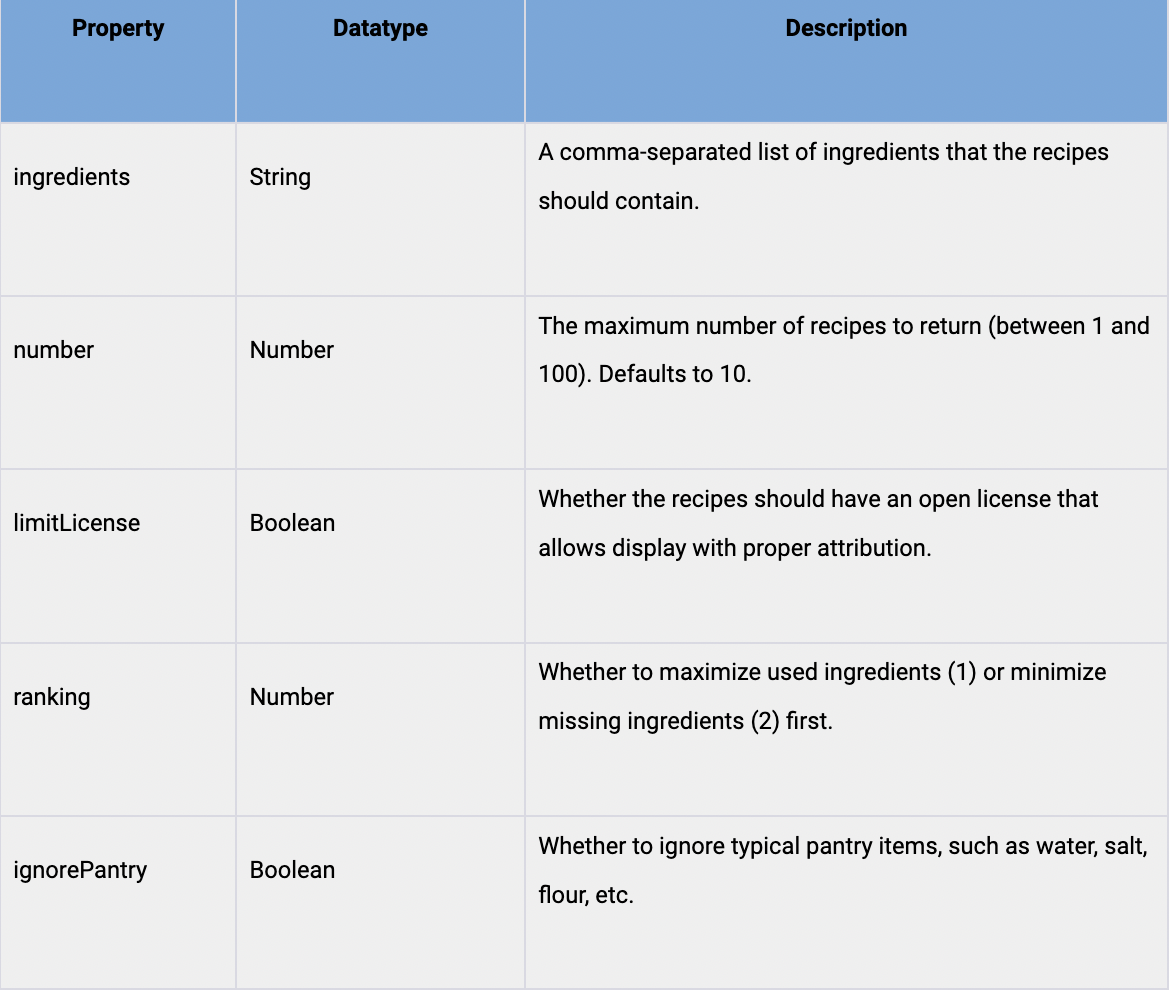 Property Datatype Description
ingredients String A comma-separated list of ingredients that the recipes
should contain.
number Number The maximum number of recipes to return (between 1 and
100). Defaults to 10.
limitLicense Boolean Whether the recipes should have an open license that
allows display with proper attribution.
ranking Number Whether to maximize used ingredients (1) or minimize
missing ingredients (2) first.
ignorePantry Boolean Whether to ignore typical pantry items, such as water, salt,
flour, etc.